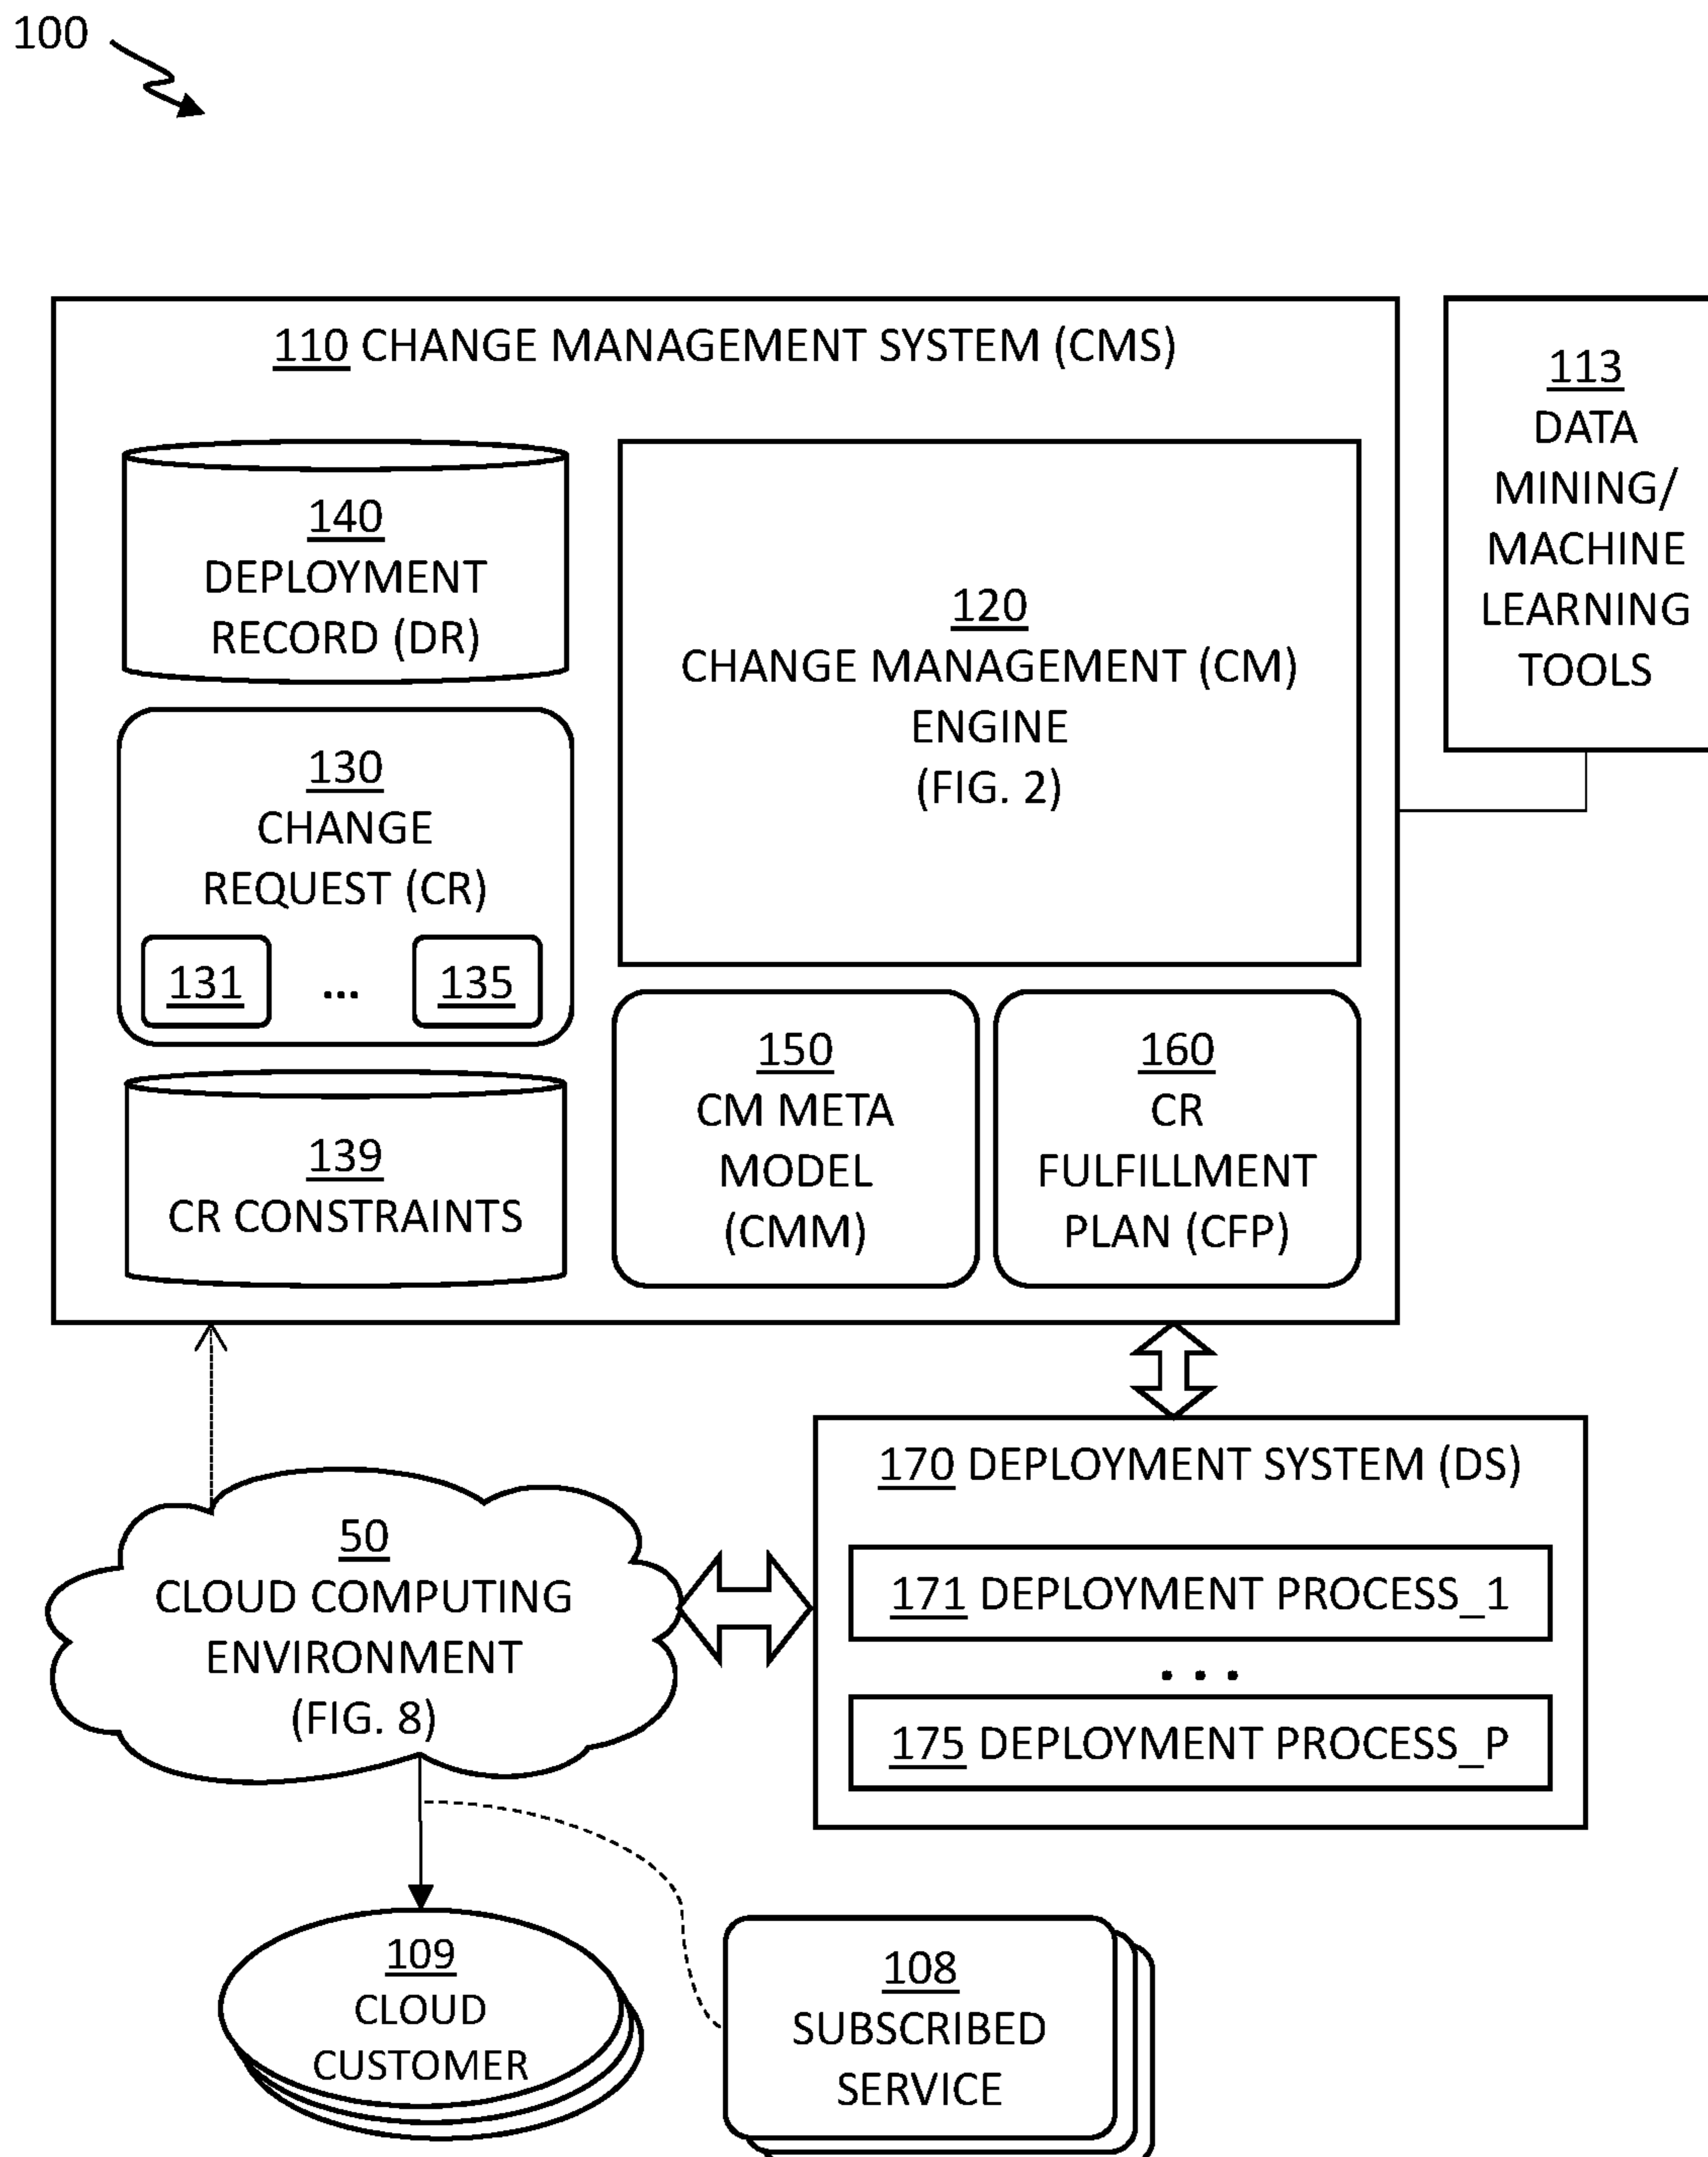 100
110 CHANGE MANAGEMENT SYSTEM (CMS)
140
DEPLOYMENT
RECORD (DR)
130
CHANGE
REQUEST (CR)
131 ... 135
139
CR CONSTRAINTS
120
CHANGE MANAGEMENT (CM)
ENGINE
(FIG. 2)
150
CM META
MODEL
(CMM)
160
CR
FULFILLMENT
PLAN (CFP)
113
DATA
MINING/
MACHINE
LEARNING
TOOLS
170 DEPLOYMENT SYSTEM (DS)
171 DEPLOYMENT PROCESS_1
. . .
175 DEPLOYMENT PROCESS_P
50
CLOUD COMPUTING
ENVIRONMENT
(FIG. 8)
109
CLOUD
CUSTOMER
108
SUBSCRIBED
SERVICE